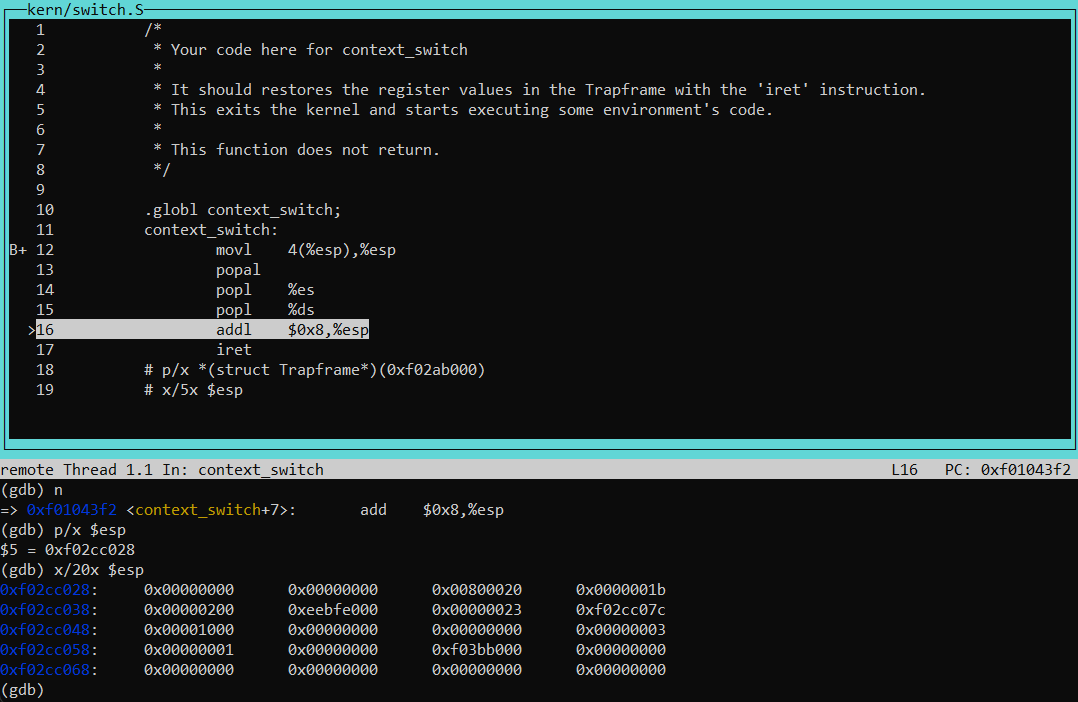 kern/switch.S
1 /*
2 * Your code here for context_switch
3 *
4 * It should restores the register values in the Trapframe with the 'iret' instruction.
5 * This exits the kernel and starts executing some environment's code.
6 *
7 * This function does not return.
8 */
9
10 .globl context_switch;
11 context_switch:
B+ 12 movl 4(%esp),%esp
13 popal
14 popl %es
15 popl %ds
>16 addl $0x8,%esp
17 iret
18 # p/x *(struct Trapframe*)(0xf02ab000)
19 # x/5x $esp
remote Thread 1.1 In: context_switch L16 PC: 0xf01043f2
(gdb) n
=> 0xf01043f2 <context_switch+7>: add $0x8,%esp
(gdb) p/x $esp
$5 = 0xf02cc028
(gdb) x/20x $esp
0xf02cc028: 0x00000000 0x00000000 0x00800020 0x0000001b
0xf02cc038: 0x00000200 0xeebfe000 0x00000023 0xf02cc07c
0xf02cc048: 0x00001000 0x00000000 0x00000000 0x00000003
0xf02cc058: 0x00000001 0x00000000 0xf03bb000 0x00000000
0xf02cc068: 0x00000000 0x00000000 0x00000000 0x00000000
(gdb)